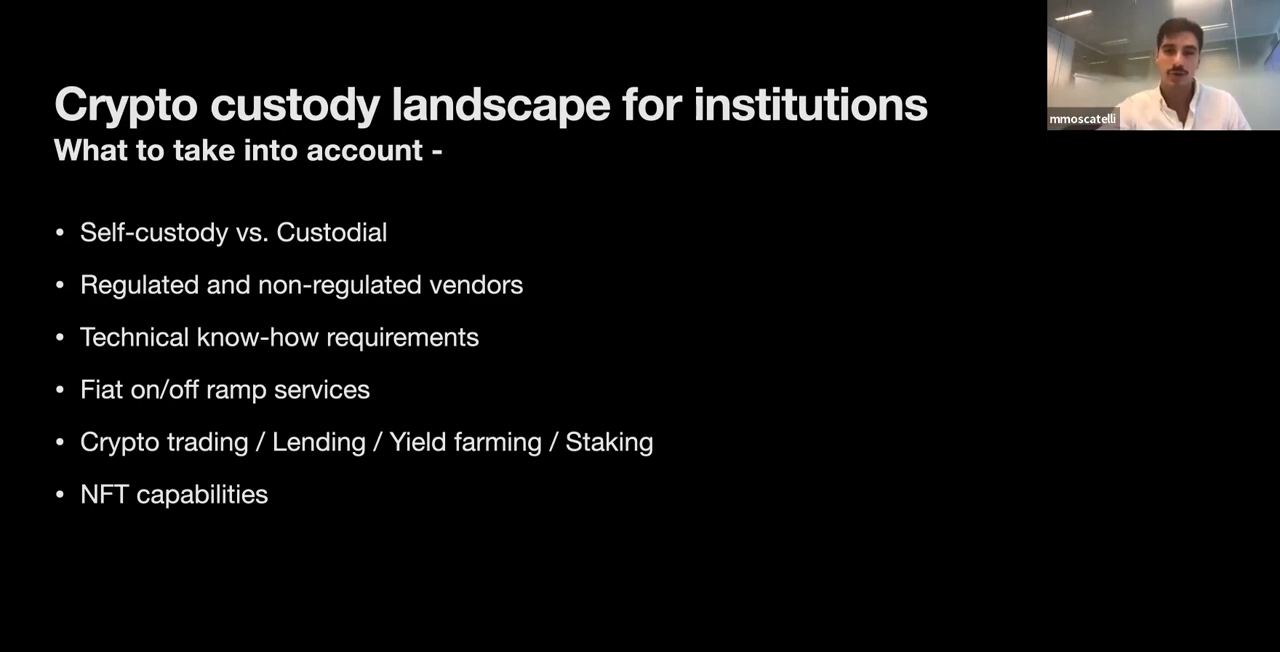 Crypto custody landscape for institutions
What to take into account -
• Self-custody vs. Custodial
• Regulated and non-regulated vendors
• Technical know-how requirements
• Fiat on/off ramp services
• Crypto trading / Lending / Yield farming / Staking
• NFT capabilities
mmoscatelli